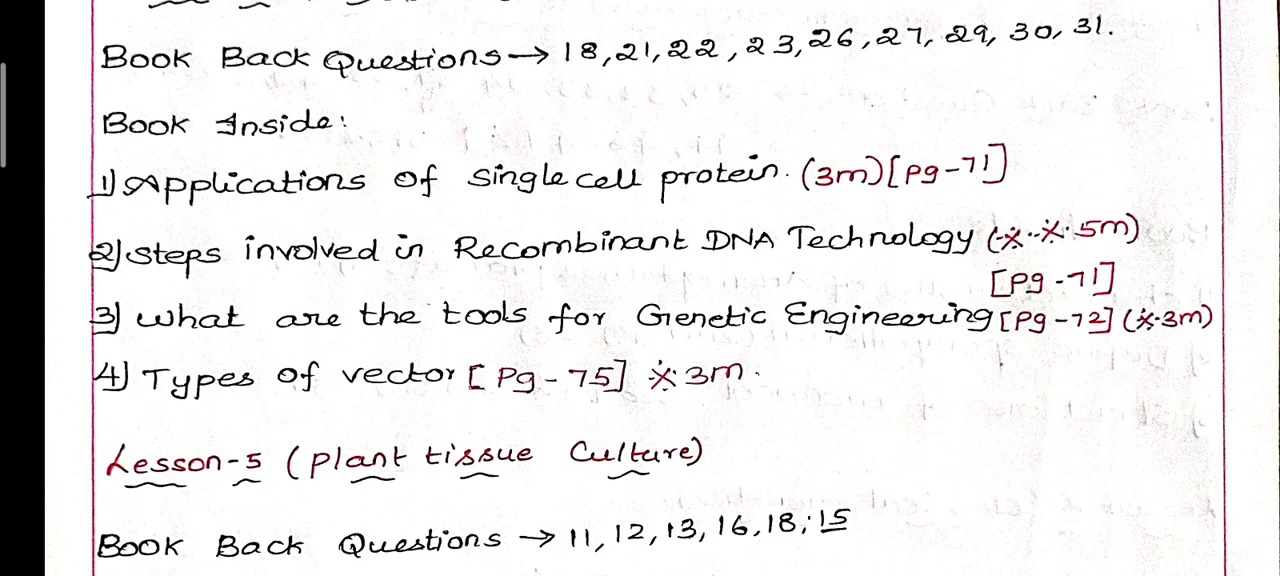 Book Back Questions → 18, 21, 22, 23, 26, 27, 29, 30, 31.
Book Inside:
1) Applications of single cell protein. (3m) [Pg-71]
2) Steps involved in Recombinant DNA Technology (※ ※ 5m)
[Pg-71]
3) What are the tools for Genetic Engineering [Pg-72] (※ 3m)
4) Types of vector [Pg-75] ※ 3m.
Lesson-5 (Plant tissue Culture)
Book Back Questions → 11, 12, 13, 16, 18, 15